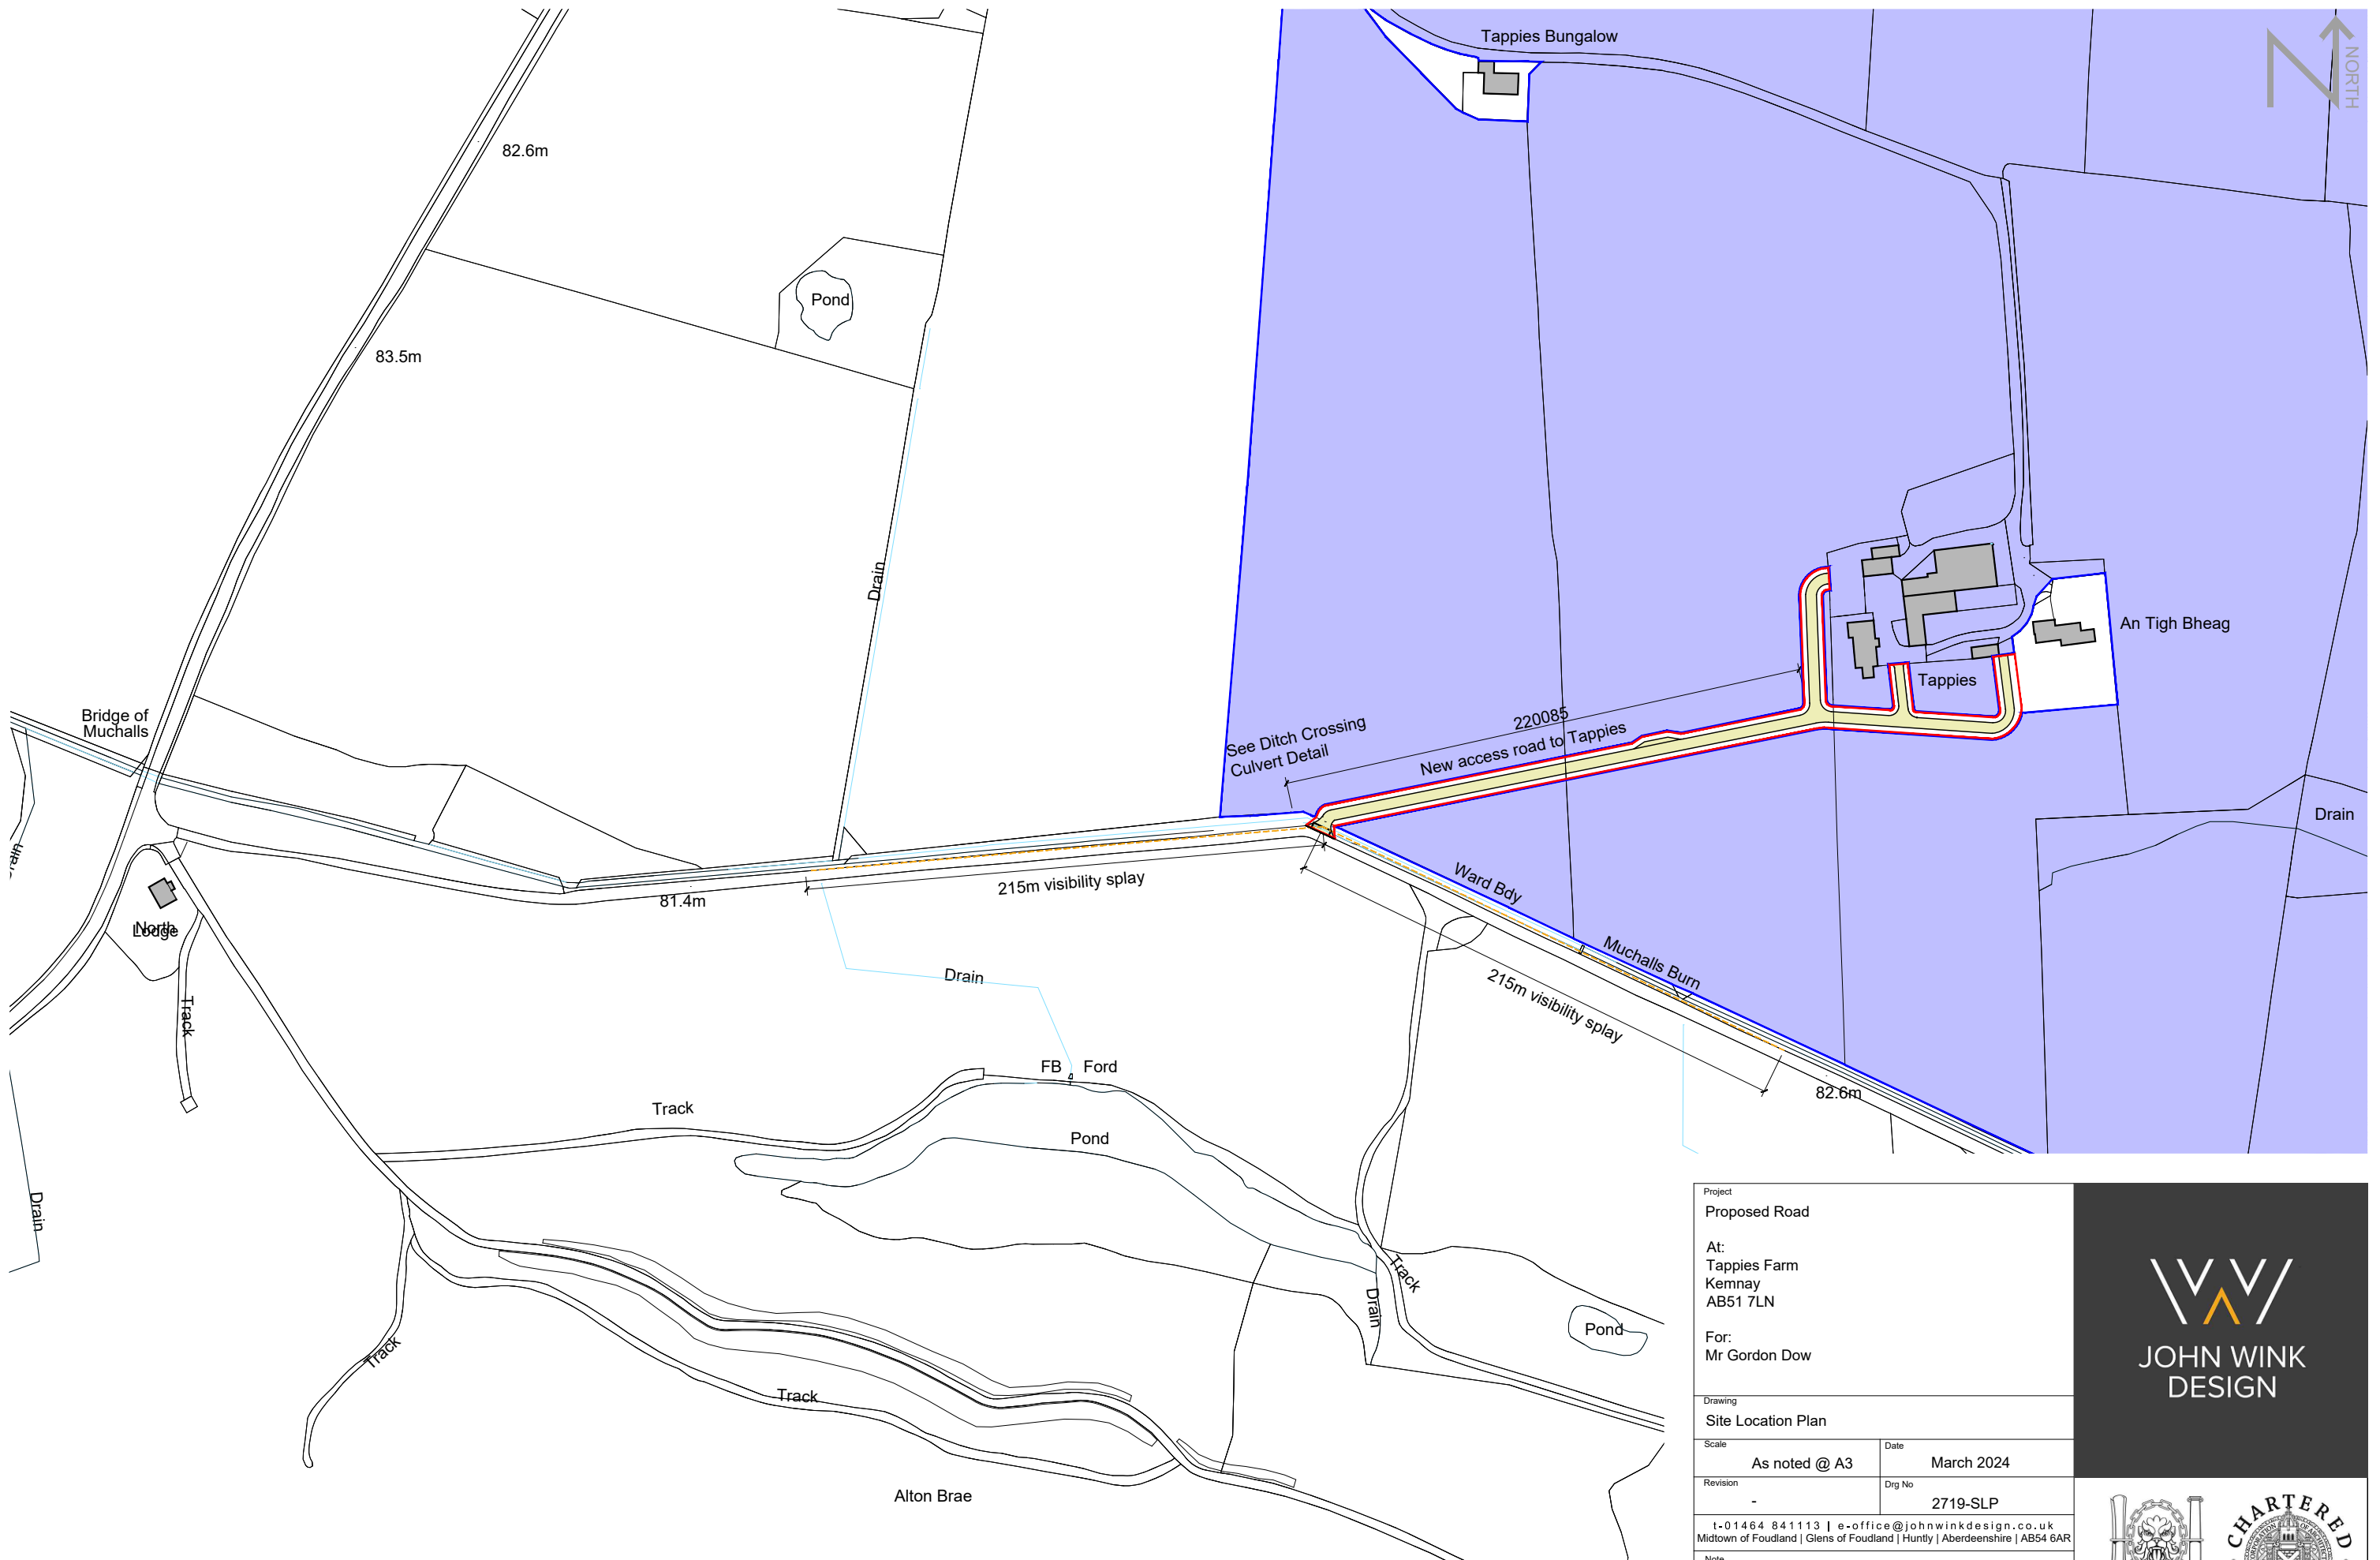 Tappies Bungalow
NORTH
82.6m
Pond
83.5m
Drain
An Tigh Bheag
Tappies
Bridge of
Muchalls
See Ditch Crossing
Culvert Detail
220085
New access road to Tappies
Drain
Drain
Ward Bdy
215m visibility splay
81.4m
North
Lodge
Muchalls Burn
215m visibility splay
Drain
Track
FB
Ford
82.6m
Track
Pond
Drain
Track
Drain
Pond
Track
Track
Alton Brae
Project
Proposed Road
At:
Tappies Farm
Kemnay
AB51 7LN
For:
Mr Gordon Dow
Drawing
Site Location Plan
Scale
As noted @ A3
Date
March 2024
Revision
-
Drg No
2719-SLP
t-01464 841113 | e-office@johnwinkdesign.co.uk
Midtown of Foudland | Glens of Foudland | Huntly | Aberdeenshire | AB54 6AR
Note
JOHN WINK
DESIGN
CHARTERED